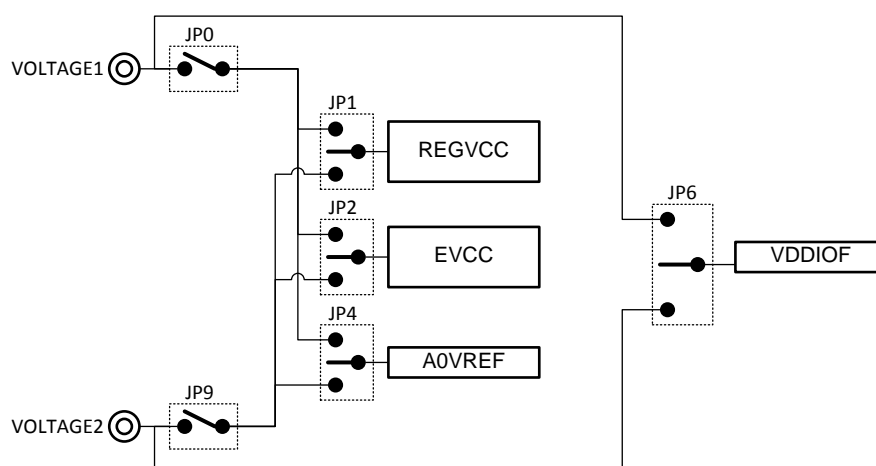 JP0
VOLTAGE1
JP1
REGVCC
JP6
JP2
EVCC
VDDIOF
JP4
A0VREF
JP9
VOLTAGE2